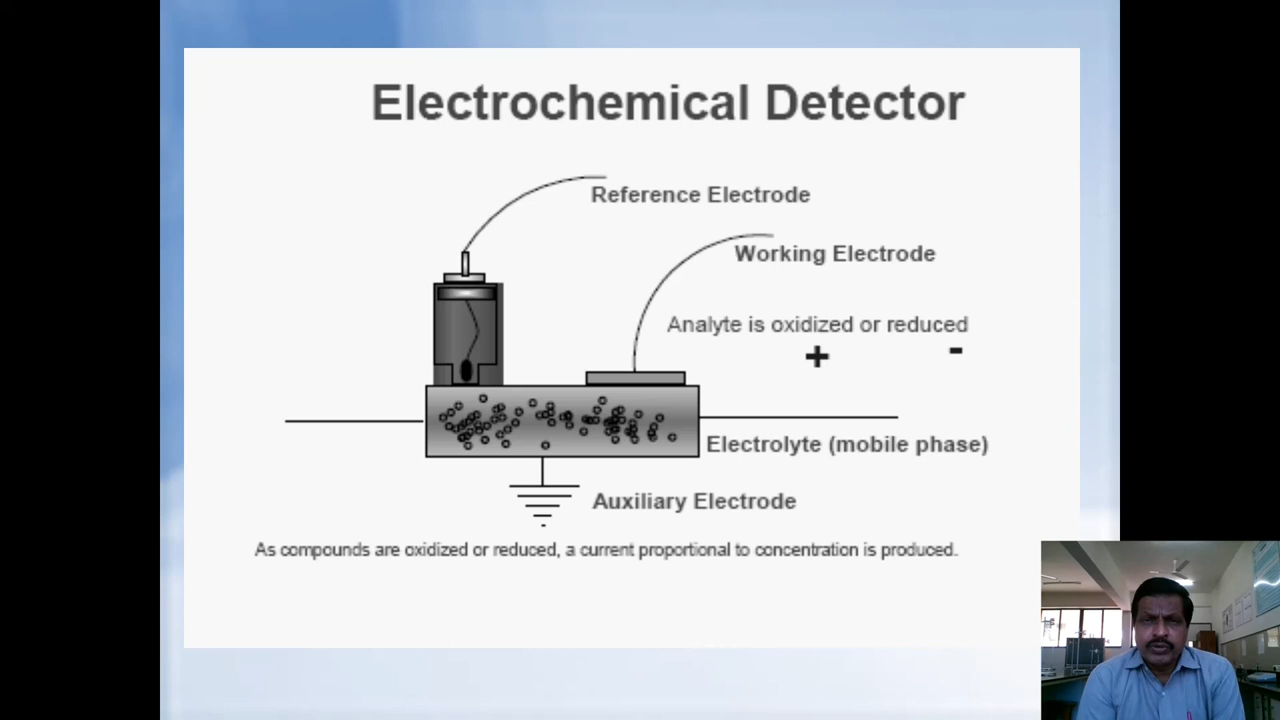 Electrochemical Detector
Reference Electrode
Working Electrode
Analyte is oxidized or reduced
+ -
Electrolyte (mobile phase)
Auxiliary Electrode
As compounds are oxidized or reduced, a current proportional to concentration is produced.